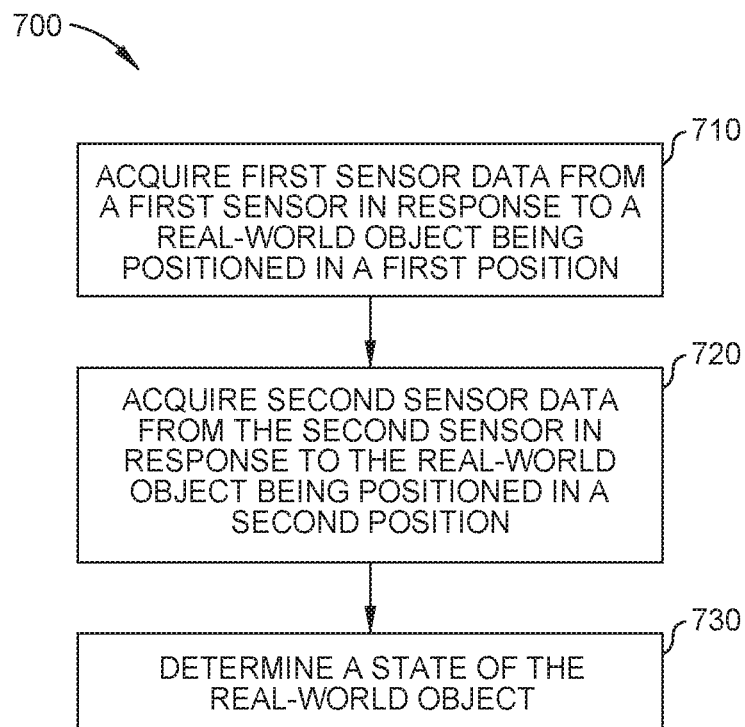 700
710
ACQUIRE FIRST SENSOR DATA FROM
A FIRST SENSOR IN RESPONSE TO A
REAL-WORLD OBJECT BEING
POSITIONED IN A FIRST POSITION
720
ACQUIRE SECOND SENSOR DATA
FROM THE SECOND SENSOR IN
RESPONSE TO THE REAL-WORLD
OBJECT BEING POSITIONED IN A
SECOND POSITION
730
DETERMINE A STATE OF THE
REAL-WORLD OBJECT